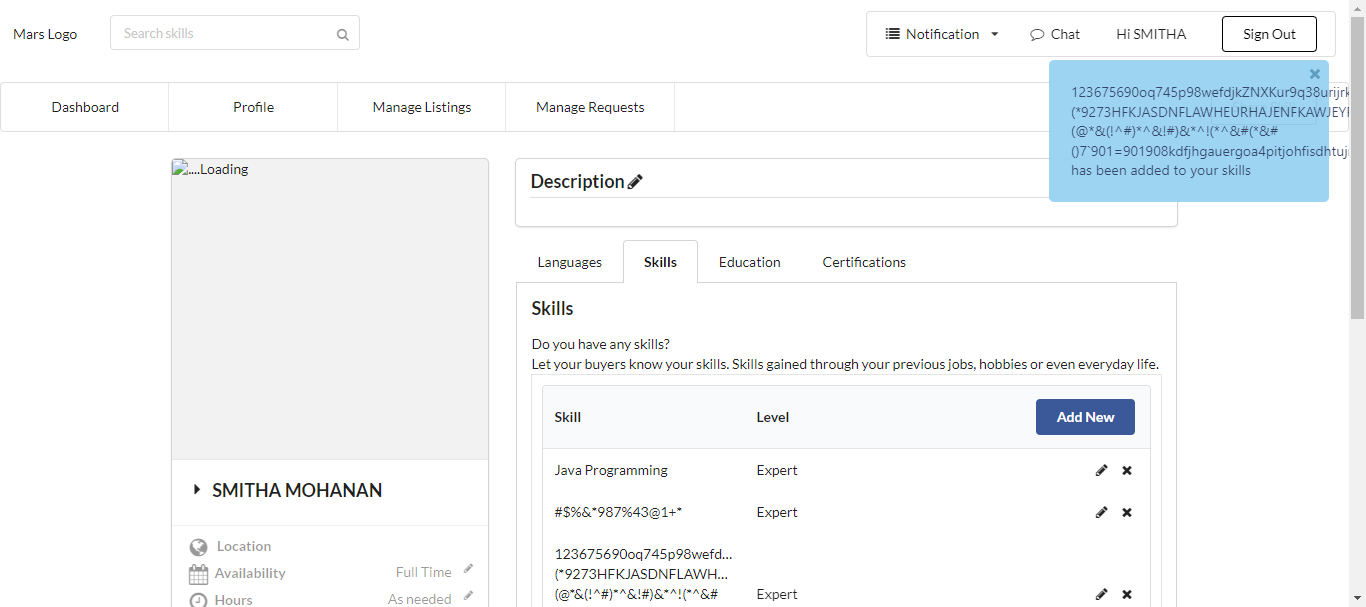 Mars Logo
Search skills
Notification
Chat
Hi SMITHA
Sign Out
123675690oq745p98wefdjkZNXKur9q38urijrk
(*9273HFKJASDNFLAWHEURHAJENFKAWJEYF
(@*&(!^#)*^&!#)&*^!(*^&#(*&#
()7`901=901908kdfjhgauergoa4pitjohfisdhtuj
has been added to your skills
Dashboard
Profile
Manage Listings
Manage Requests
....Loading
Description
Languages
Skills
Education
Certifications
Skills
Do you have any skills?
Let your buyers know your skills. Skills gained through your previous jobs, hobbies or even everyday life.
Skill
Level
Add New
Java Programming
Expert
#$%&*987%43@1+*
Expert
123675690oq745p98wefd...
(*9273HFKJASDNFLAWH...
(@*&(!^#)*^&!#)&*^!(*^&#
Expert
SMITHA MOHANAN
Location
Availability
Full Time
Hours
As needed